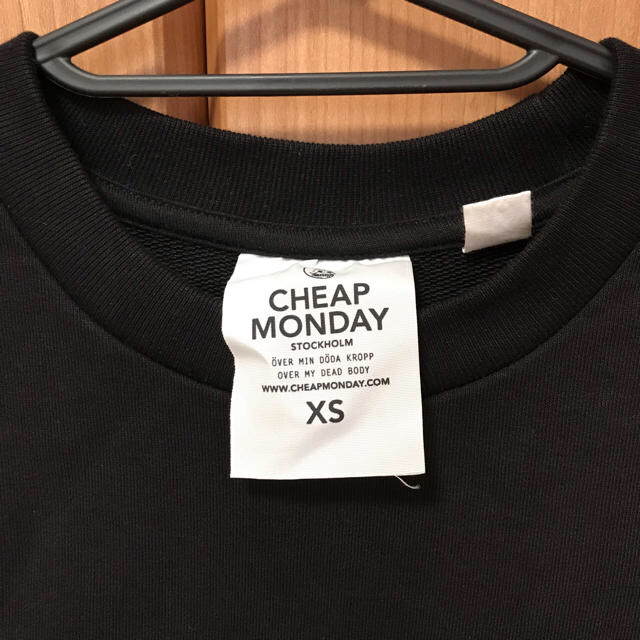 CHEAP
MONDAY
STOCKHOLM
ÖVER MIN DÖDA KROPP
OVER MY DEAD BODY
WWW.CHEAPMONDAY.COM
XS